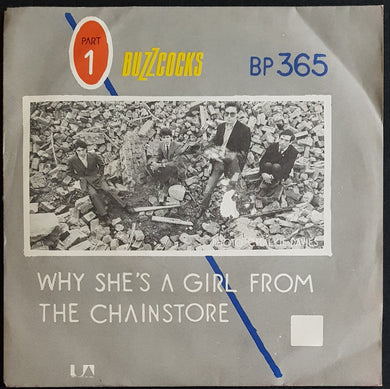 PART
1
BUZZCOCKS
BP 365
WHY SHE'S A GIRL FROM
THE CHAINSTORE
UA